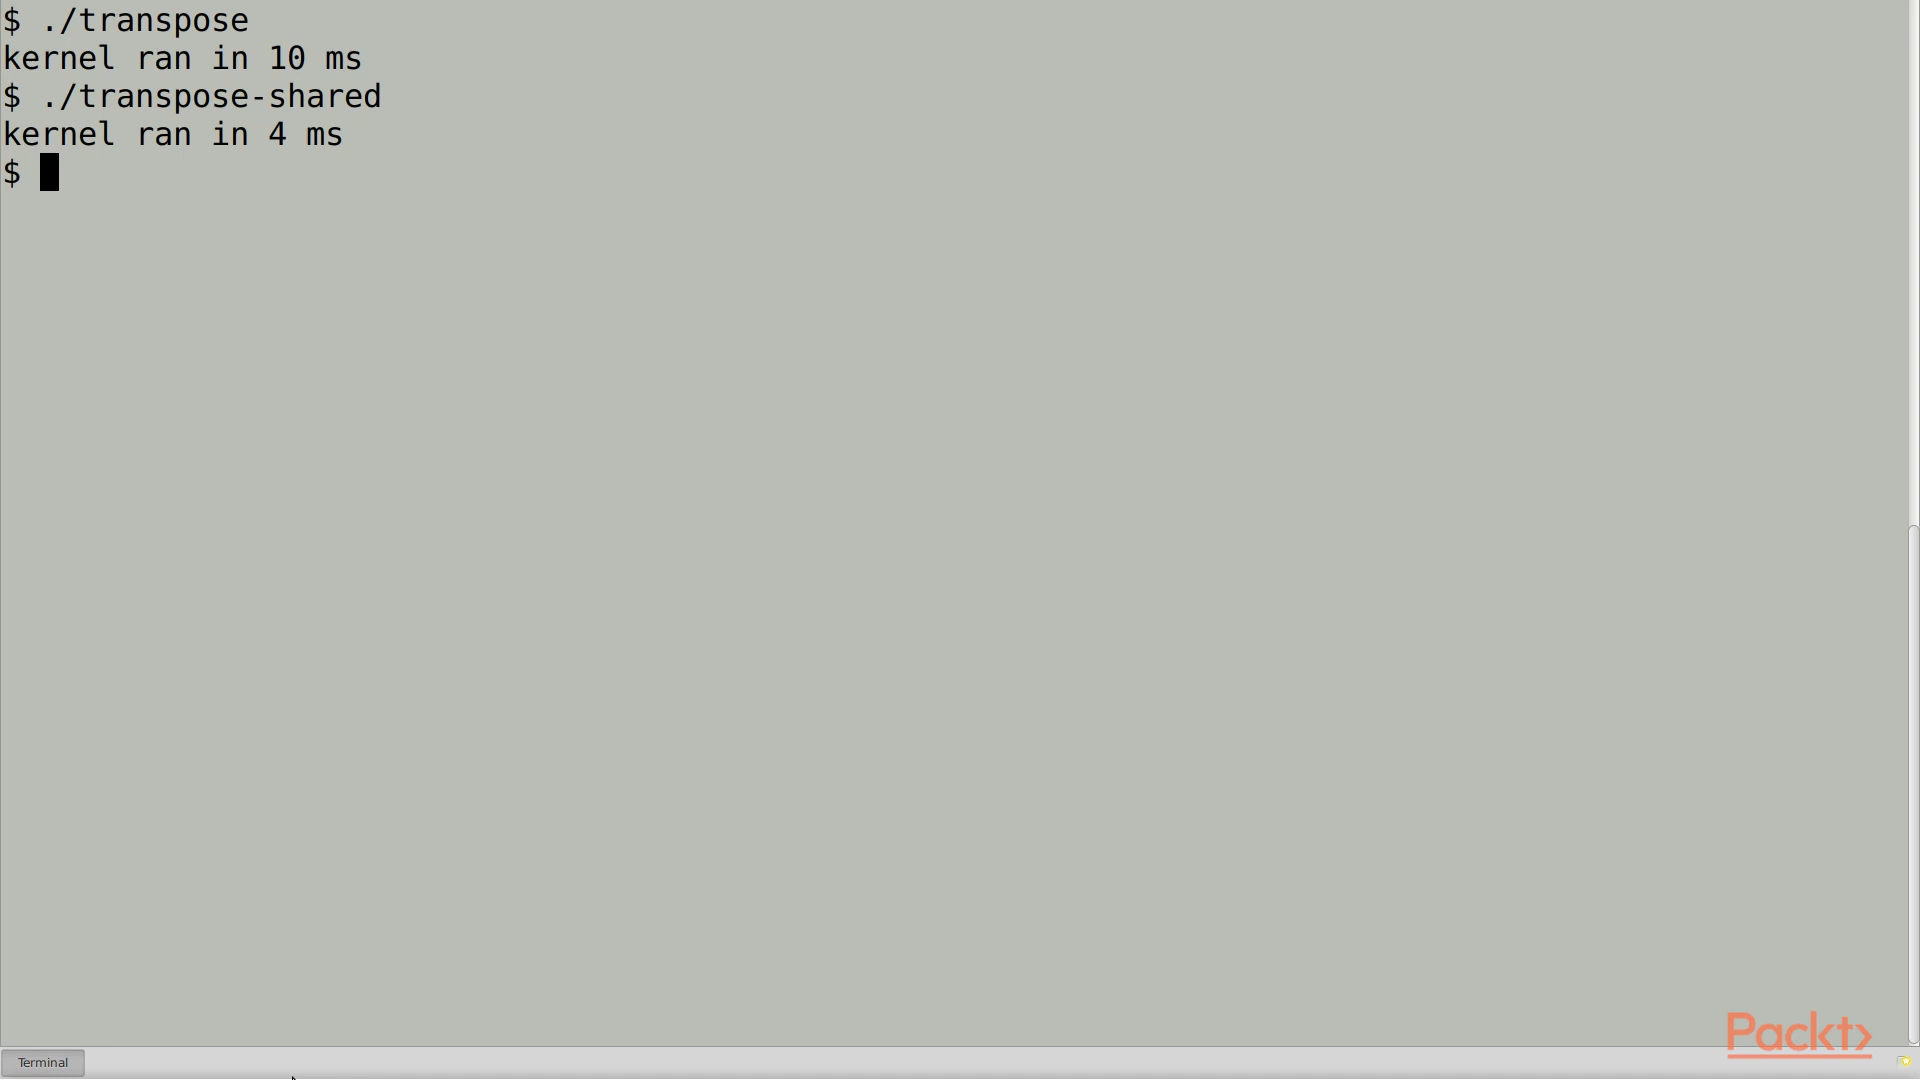 $ ./transpose
kernel ran in 10 ms
$ ./transpose-shared
kernel ran in 4 ms
$
Packt>
Terminal